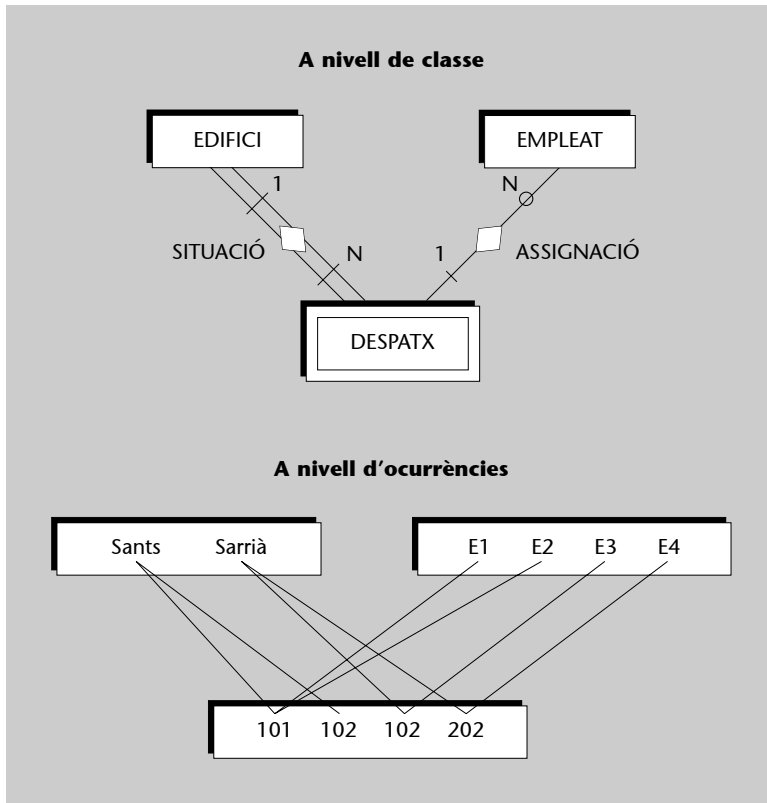 A nivell de classe
EDIFICI EMPLEAT
1 N
SITUACIÓ N 1 ASSIGNACIÓ
DESPATX
A nivell d’ocurrències
Sants Sarrià E1 E2 E3 E4
101 102 102 202